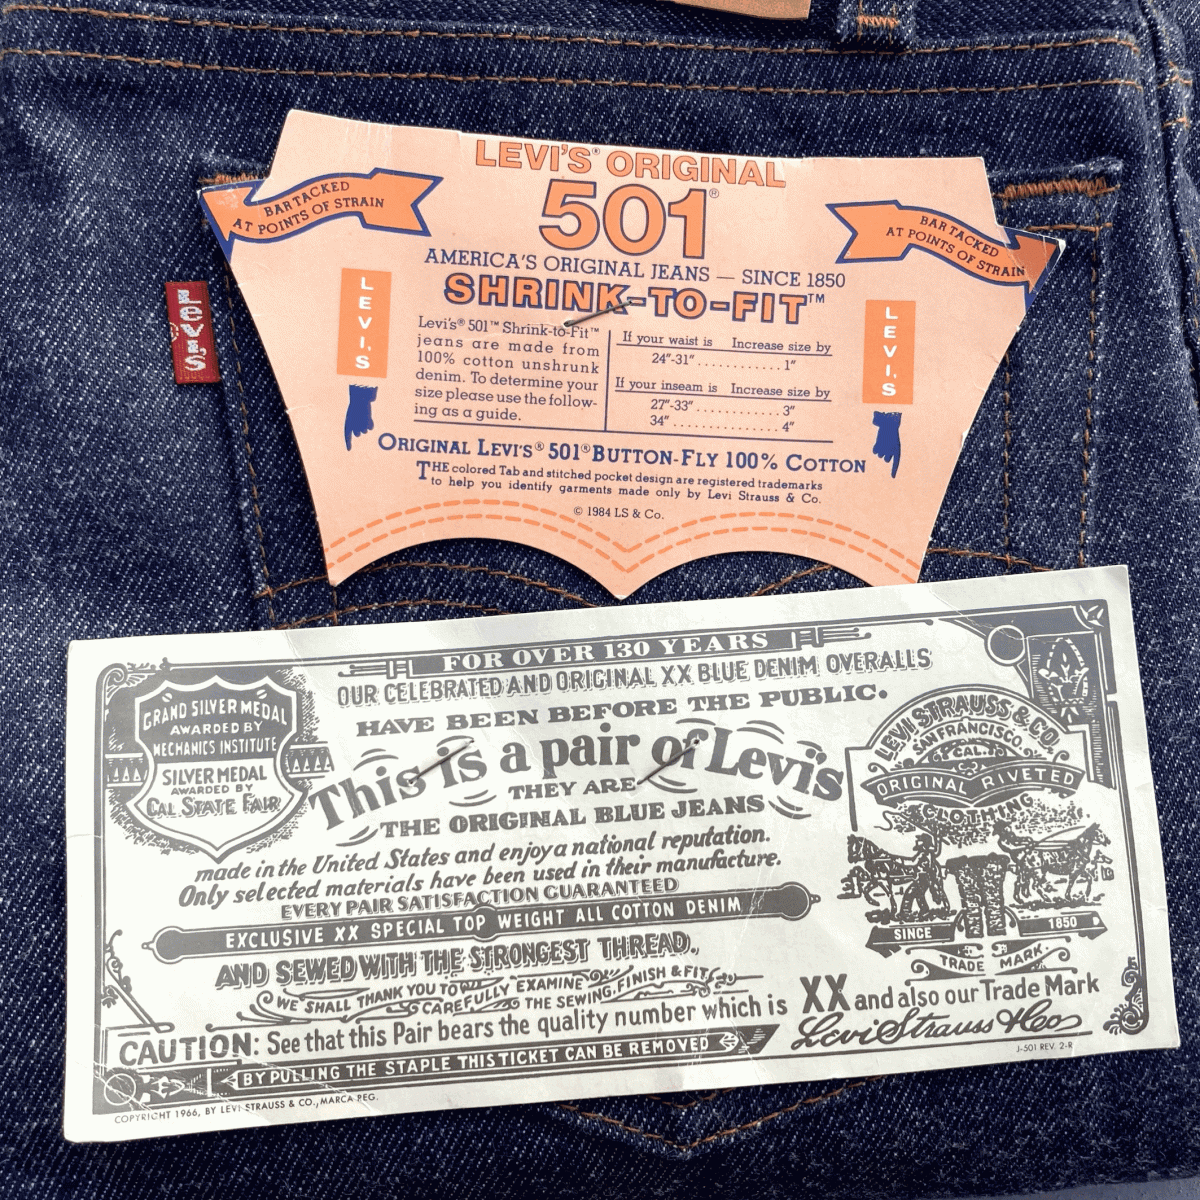 LEVI'S® ORIGINAL
501®
BAR TACKED
AT POINTS OF STRAIN
BAR TACKED
AT POINTS OF STRAIN
AMERICA'S ORIGINAL JEANS — SINCE 1850
SHRINK-TO-FIT™
LEVI'S
LEVI'S
LEVI'S
Levi's® 501™ Shrink-to-Fit™
jeans are made from
100% cotton unshrunk
denim. To determine your
size please use the follow-
ing as a guide.
If your waist is Increase size by
24"-31" ............ 1"
If your inseam is Increase size by
27"-33" ............ 3"
34" ............... 4"
ORIGINAL LEVI'S® 501® BUTTON-FLY 100% COTTON
THE colored Tab and stitched pocket design are registered trademarks
to help you identify garments made only by Levi Strauss & Co.
© 1984 LS & Co.
FOR OVER 130 YEARS
OUR CELEBRATED AND ORIGINAL XX BLUE DENIM OVERALLS
HAVE BEEN BEFORE THE PUBLIC.
This is a pair of Levi's
THEY ARE
THE ORIGINAL BLUE JEANS
made in the United States and enjoy a national reputation.
Only selected materials have been used in their manufacture.
EVERY PAIR SATISFACTION GUARANTEED
EXCLUSIVE XX SPECIAL TOP WEIGHT ALL COTTON DENIM
AND SEWED WITH THE STRONGEST THREAD.
WE SHALL THANK YOU TO EXAMINE FINISH & FIT
CAREFULLY THE SEWING,
CAUTION: See that this Pair bears the quality number which is XX and also our Trade Mark
BY PULLING THE STAPLE THIS TICKET CAN BE REMOVED
Levi Strauss & Co
J-501 REV. 2-R
COPYRIGHT 1966, BY LEVI STRAUSS & CO., MARCA REG.
GRAND SILVER MEDAL
AWARDED BY
MECHANICS INSTITUTE
SILVER MEDAL
AWARDED BY
CAL. STATE FAIR
LEVI STRAUSS & CO.
SAN FRANCISCO.
CAL.
ORIGINAL RIVETED
CLOTHING
SINCE 1850
TRADE MARK